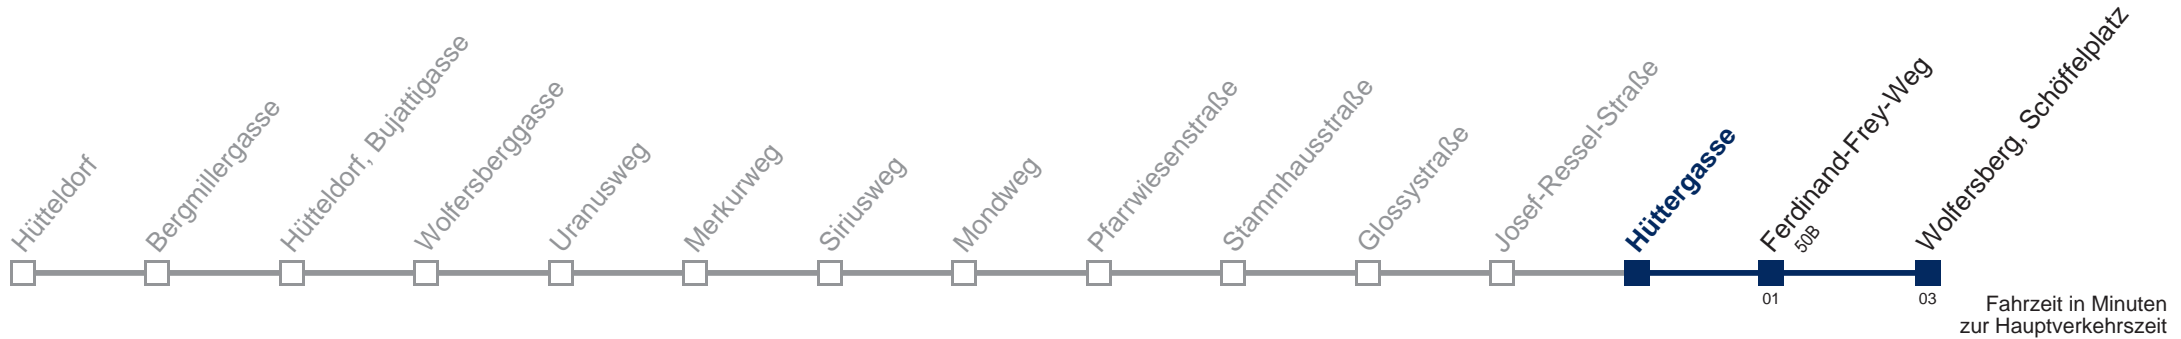 Hütteldorf
Bergmillergasse
Hütteldorf, Bujattigasse
Wolfersberggasse
Uranusweg
Merkurweg
Siriusweg
Mondweg
Pfarrwiesenstraße
Stammhausstraße
Glossystraße
Josef-Ressel-Straße
Hüttergasse
Ferdinand-Frey-Weg
50B
Wolfersberg, Schöffelplatz
01
03
Fahrzeit in Minuten
zur Hauptverkehrszeit